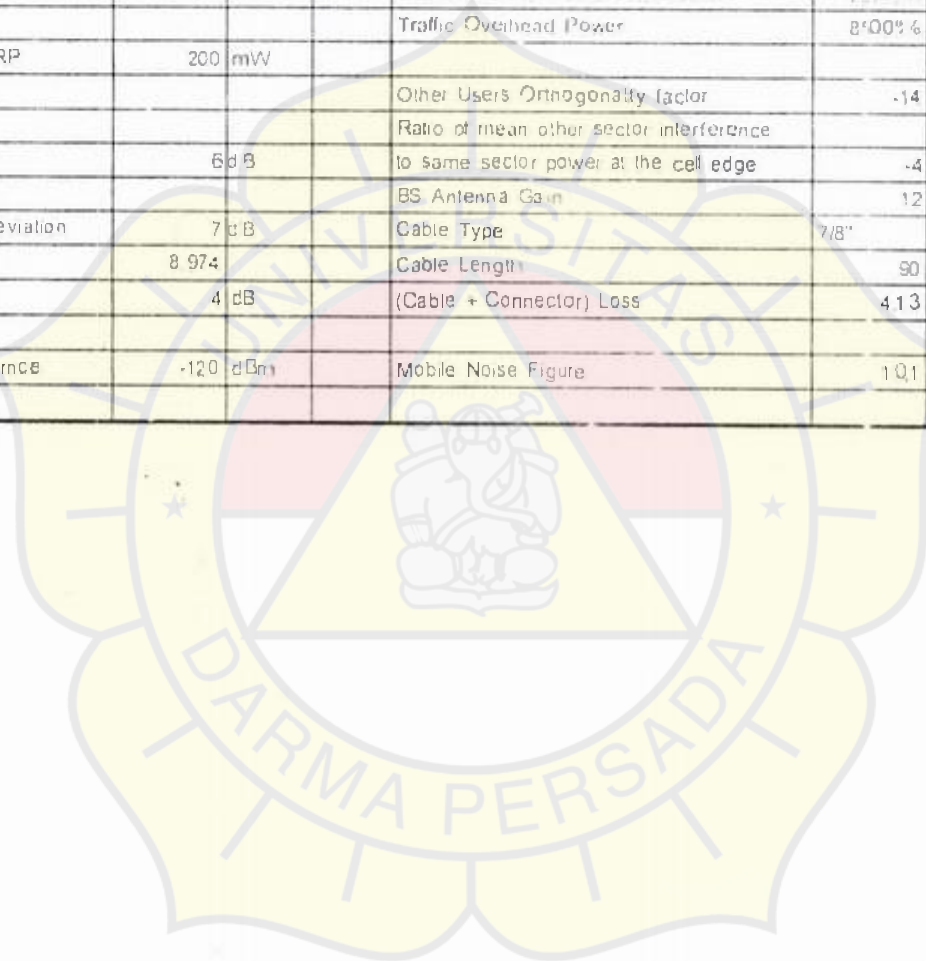 Traffic Overhead Power
RP 200 mW
Other Users Orthogonality factor -14
Ratio of mean other sector interference
6 dB to same sector power at the cell edge -4
BS Antenna Gain 12
eviation 7 dB Cable Type 7/8"
8 974 Cable Length 90
4 dB (Cable + Connector) Loss 4 13
rnce -120 dBm Mobile Noise Figure
UNIVERSITAS
DARMA PERSADA